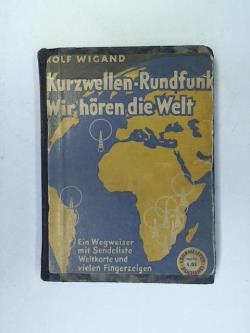 ROLF WIGAND
Kurzwellen-Rundfunk
Wir hören die Welt
Ein Wegweiser
mit Sendeliste
Weltkarte und
vielen Fingerzeigen